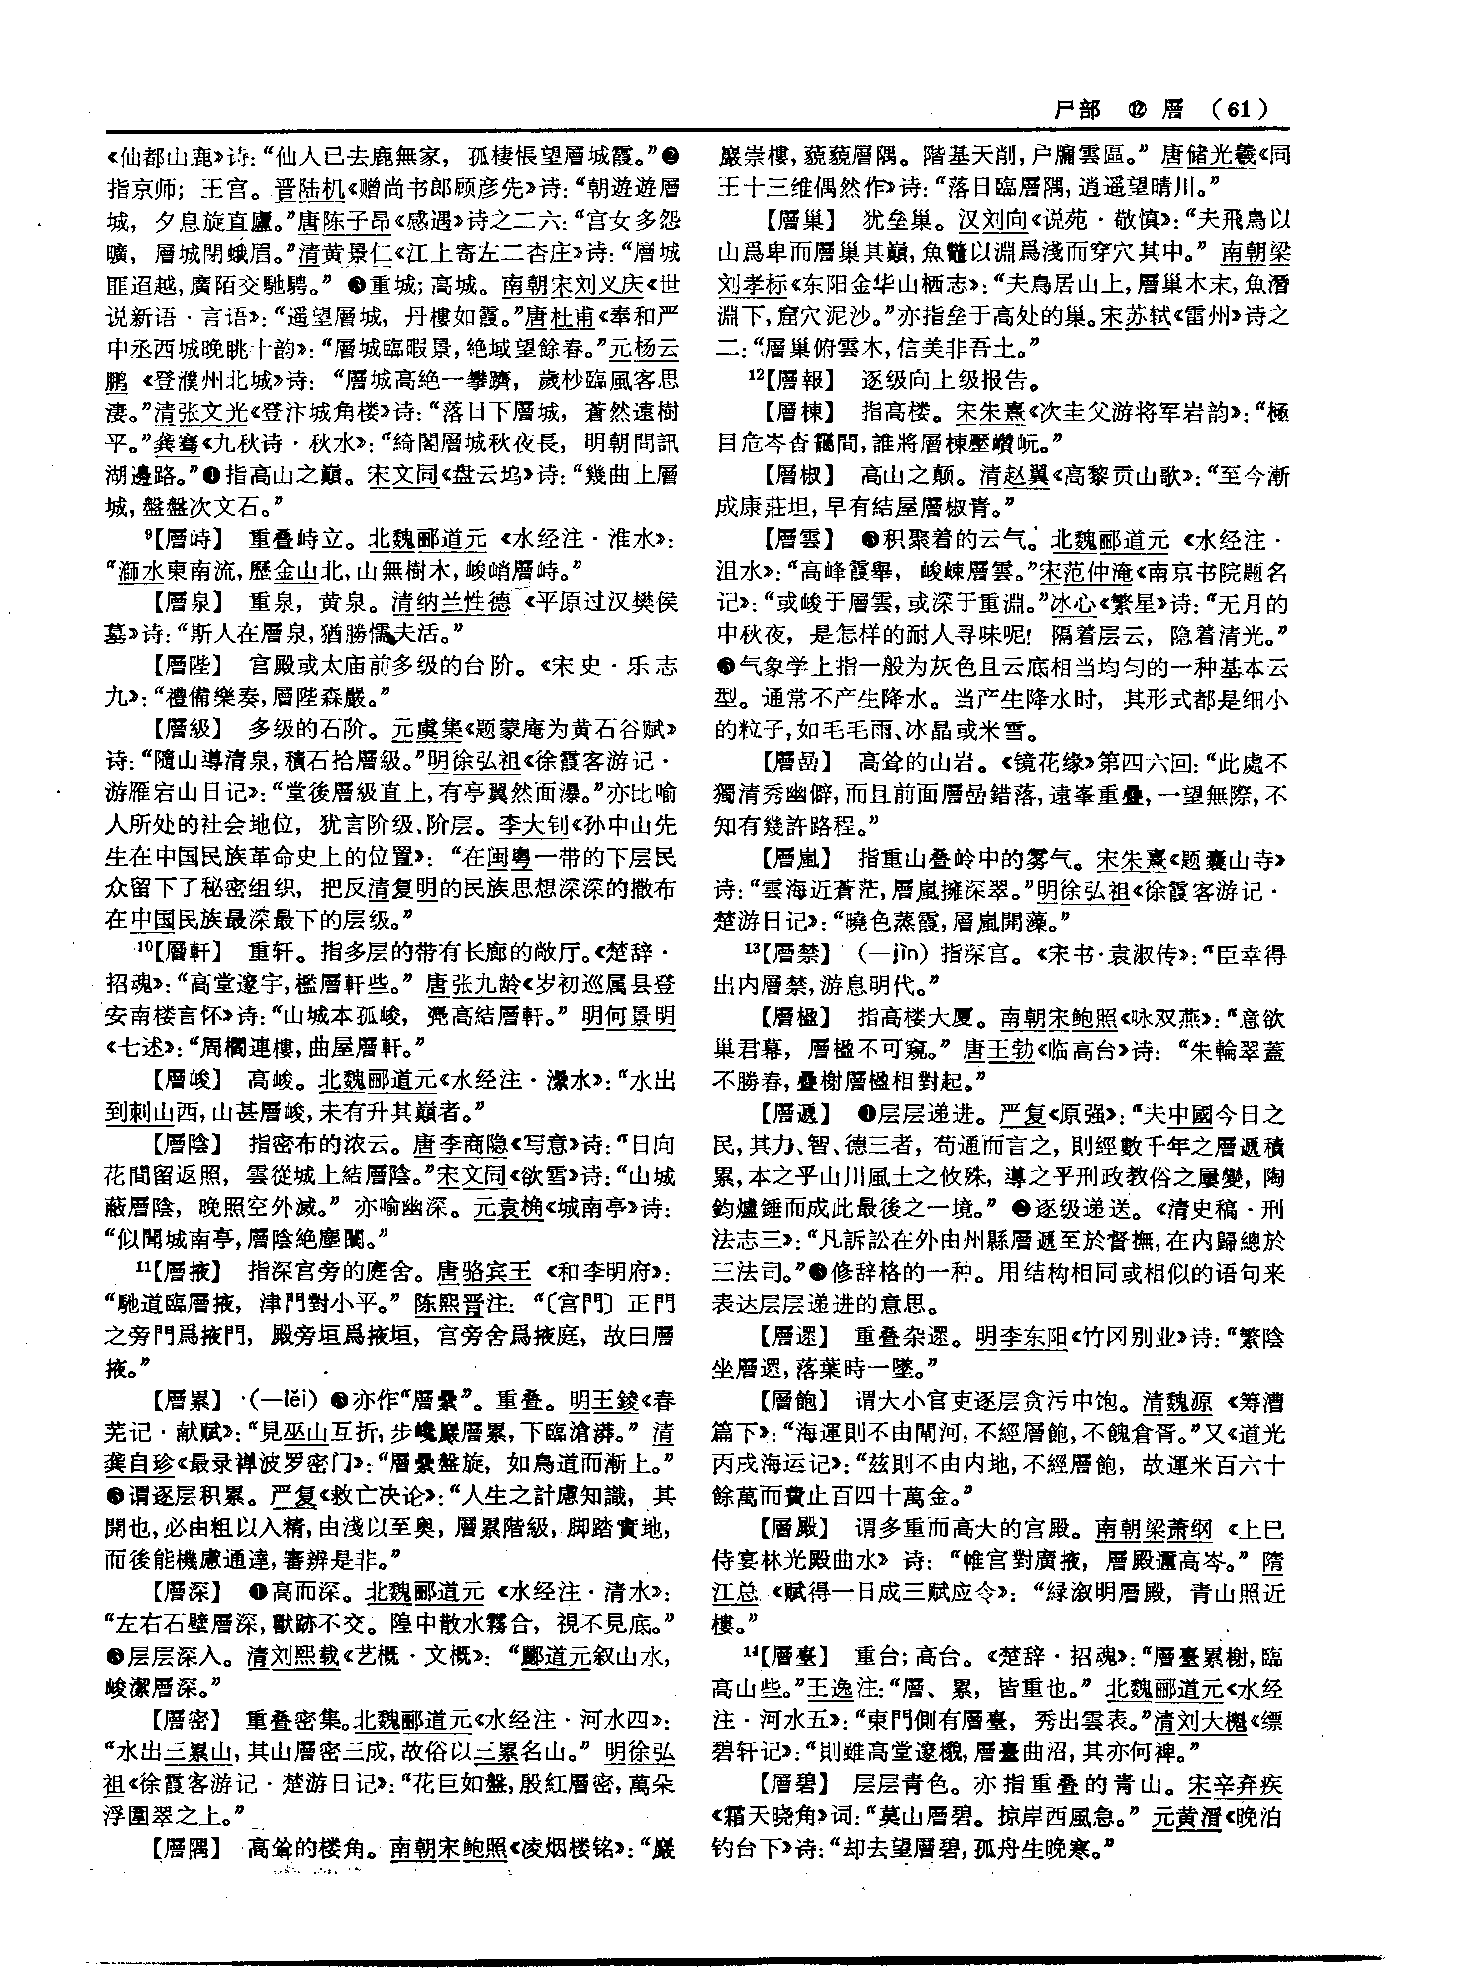 尸部 ⑫ 層 （61）
《仙都山鹿》诗：“仙人已去鹿無家，孤棲悵望層城霞。”❷
指京师；王宫。晋陆机《赠尚书郎顾彦先》诗：“朝遊遊層
城，夕息旋直廬。”唐陈子昂《感遇》诗之二六：“宫女多怨
曠，層城閉蛾眉。”清黄景仁《江上寄左二杏庄》诗：“層城
匪迢越，廣陌交馳騁。” ❸重城；高城。南朝宋刘义庆《世
说新语·言语》：“遥望層城，丹樓如霞。”唐杜甫《奉和严
中丞西城晚眺十韵》：“層城臨暇景，绝域望餘春。”元杨云
鹏《登濮州北城》诗：“層城高絶一攀躋，歲杪臨風客思
淒。”清张文光《登汴城角楼》诗：“落日下層城，蒼然遠樹
平。”龚骞《九秋诗·秋水》：“綺閣層城秋夜長，明朝問訊
湖邊路。”❹指高山之巅。宋文同《盘云坞》诗：“幾曲上層
城，盤盤次文石。”
⁹【層峙】 重叠峙立。北魏郦道元《水经注·淮水》：
“溮水東南流，歷金山北，山無樹木，峻峭層峙。”
【層泉】 重泉，黄泉。清纳兰性德《平原过汉樊侯
墓》诗：“斯人在層泉，猶勝懦夫活。”
【層陛】 宫殿或太庙前多级的台阶。《宋史·乐志
九》：“禮備樂奏，層陛森嚴。”
【層級】 多级的石阶。元虞集《题蒙庵为黄石谷赋》
诗：“隨山導清泉，積石拾層級。”明徐弘祖《徐霞客游记·
游雁宕山日记》：“堂後層級直上，有亭翼然面瀑。”亦比喻
人所处的社会地位，犹言阶级、阶层。李大钊《孙中山先
生在中国民族革命史上的位置》：“在闽粤一带的下层民
众留下了秘密组织，把反清复明的民族思想深深的撒布
在中国民族最深最下的层级。”
¹⁰【層軒】 重轩。指多层的带有长廊的敞厅。《楚辞·
招魂》：“高堂邃宇，檻層軒些。”唐张九龄《岁初巡属县登
安南楼言怀》诗：“山城本孤峻，凭高結層軒。”明何景明
《七述》：“周欄連樓，曲屋層軒。”
【層峻】 高峻。北魏郦道元《水经注·濛水》：“水出
到刺山西，山甚層峻，未有升其巔者。”
【層陰】 指密布的浓云。唐李商隐《写意》诗：“日向
花間留返照，雲從城上結層陰。”宋文同《欲雪》诗：“山城
蔽層陰，晚照空外滅。”亦喻幽深。元袁桷《城南亭》诗：
“似聞城南亭，層陰絶塵闠。”
¹¹【層掖】 指深宫旁的庭舍。唐骆宾王《和李明府》：
“馳道臨層掖，津門對小平。”陈熙晋注：“〔宫門〕正門
之旁門爲掖門，殿旁垣爲掖垣，宫旁舍爲掖庭，故曰層
掖。”
【層累】（—lěi）❶亦作“層纍”。重叠。明王錂《春
芜记·献赋》：“見巫山互折，步巉巖層累，下臨滄漭。”清
龚自珍《最录禅波罗密门》：“層纍盤旋，如鳥道而漸上。”
❷谓逐层积累。严复《救亡决论》：“人生之計慮知識，其
開也，必由粗以入精，由淺以至奥，層累階級，脚踏實地，
而後能機慮通達，審辨是非。”
【層深】 ❶高而深。北魏郦道元《水经注·清水》：
“左右石壁層深，獸跡不交。隍中散水霧合，視不見底。”
❷层层深入。清刘熙载《艺概·文概》：“酈道元叙山水，
峻潔層深。”
【層密】 重叠密集。北魏郦道元《水经注·河水四》：
“水出三累山，其山層密三成，故俗以三累名山。”明徐弘
祖《徐霞客游记·楚游日记》：“花巨如盤，殷紅層密，萬朵
浮圍翠之上。”
【層隅】 高耸的楼角。南朝宋鲍照《凌烟楼铭》：“巖
巖崇樓，藐藐層隅。階基天削，户牖雲區。”唐储光羲《同
王十三维偶然作》诗：“落日臨層隅，逍遥望晴川。”
【層巢】 犹垒巢。汉刘向《说苑·敬慎》：“夫飛鳥以
山爲卑而層巢其巔，魚鼈以淵爲淺而穿穴其中。”南朝梁
刘孝标《东阳金华山栖志》：“夫鳥居山上，層巢木末，魚潛
淵下，窟穴泥沙。”亦指垒于高处的巢。宋苏轼《雷州》诗之
二：“層巢俯雲木，信美非吾土。”
¹²【層報】 逐级向上级报告。
【層棟】 指高楼。宋朱熹《次圭父游将军岩韵》：“極
目危岑杳靄間，誰將層棟壓巑岏。”
【層椒】 高山之颠。清赵翼《高黎贡山歌》：“至今漸
成康莊坦，早有結屋層椒青。”
【層雲】 ❶积聚着的云气。北魏郦道元《水经注·
沮水》：“高峰霞舉，峻竦層雲。”宋范仲淹《南京书院题名
记》：“或峻于層雲，或深于重淵。”冰心《繁星》诗：“无月的
中秋夜，是怎样的耐人寻味呢！隔着层云，隐着清光。”
❷气象学上指一般为灰色且云底相当均匀的一种基本云
型。通常不产生降水。当产生降水时，其形式都是细小
的粒子，如毛毛雨、冰晶或米雪。
【層喦】 高耸的山岩。《镜花缘》第四六回：“此處不
獨清秀幽僻，而且前面層喦錯落，遠峯重疊，一望無際，不
知有幾許路程。”
【層嵐】 指重山叠岭中的雾气。宋朱熹《题囊山寺》
诗：“雲海近蒼茫，層嵐擁深翠。”明徐弘祖《徐霞客游记·
楚游日记》：“曉色蒸霞，層嵐開藻。”
¹³【層禁】（—jìn）指深宫。《宋书·袁淑传》：“臣幸得
出内層禁，游息明代。”
【層楹】 指高楼大厦。南朝宋鲍照《咏双燕》：“意欲
巢君幕，層楹不可窺。”唐王勃《临高台》诗：“朱輪翠蓋
不勝春，疊榭層楹相對起。”
【層遞】 ❶层层递进。严复《原强》：“夫中國今日之
民，其力、智、德三者，苟通而言之，則經數千年之層遞積
累，本之乎山川風土之攸殊，導之乎刑政教俗之屢變，陶
鈞爐錘而成此最後之一境。”❷逐级递送。《清史稿·刑
法志三》：“凡訴訟在外由州縣層遞至於督撫，在内歸總於
三法司。”❸修辞格的一种。用结构相同或相似的语句来
表达层层递进的意思。
【層遝】 重叠杂遝。明李东阳《竹冈别业》诗：“繁陰
坐層遝，落葉時一墜。”
【層飽】 谓大小官吏逐层贪污中饱。清魏源《筹漕
篇下》：“海運則不由閘河，不經層飽，不餽倉胥。”又《道光
丙戌海运记》：“兹則不由内地，不經層飽，故運米百六十
餘萬而費止百四十萬金。”
【層殿】 谓多重而高大的宫殿。南朝梁萧纲《上巳
侍宴林光殿曲水》诗：“帷宫對廣掖，層殿邇高岑。”隋
江总《赋得一日成三赋应令》：“緑溆明層殿，青山照近
樓。”
¹⁴【層臺】 重台；高台。《楚辞·招魂》：“層臺累榭，臨
高山些。”王逸注：“層、累，皆重也。”北魏郦道元《水经
注·河水五》：“東門側有層臺，秀出雲表。”清刘大櫆《缥
碧轩记》：“則雖高堂邃櫩，層臺曲沼，其亦何裨。”
【層碧】 层层青色。亦指重叠的青山。宋辛弃疾
《霜天晓角》词：“莫山層碧。掠岸西風急。”元黄溍《晚泊
钓台下》诗：“却去望層碧，孤舟生晚寒。”